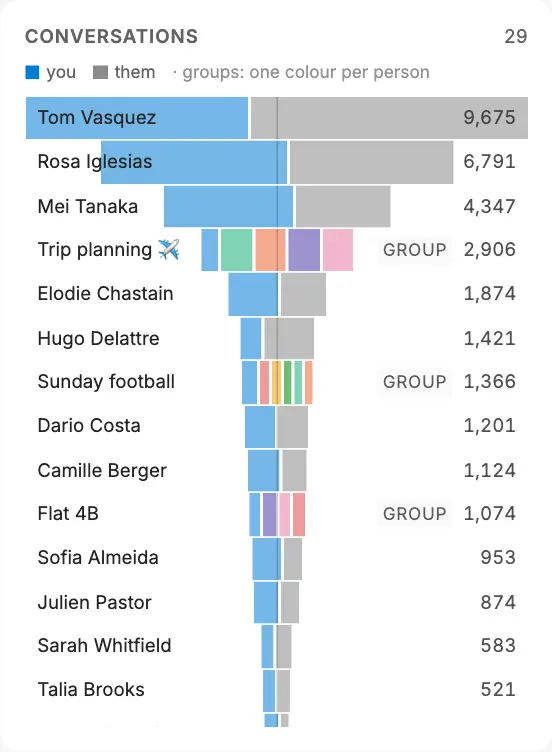 CONVERSATIONS 29
you them · groups: one colour per person
Tom Vasquez 9,675
Rosa Iglesias 6,791
Mei Tanaka 4,347
Trip planning ✈️ GROUP 2,906
Elodie Chastain 1,874
Hugo Delattre 1,421
Sunday football GROUP 1,366
Dario Costa 1,201
Camille Berger 1,124
Flat 4B GROUP 1,074
Sofia Almeida 953
Julien Pastor 874
Sarah Whitfield 583
Talia Brooks 521